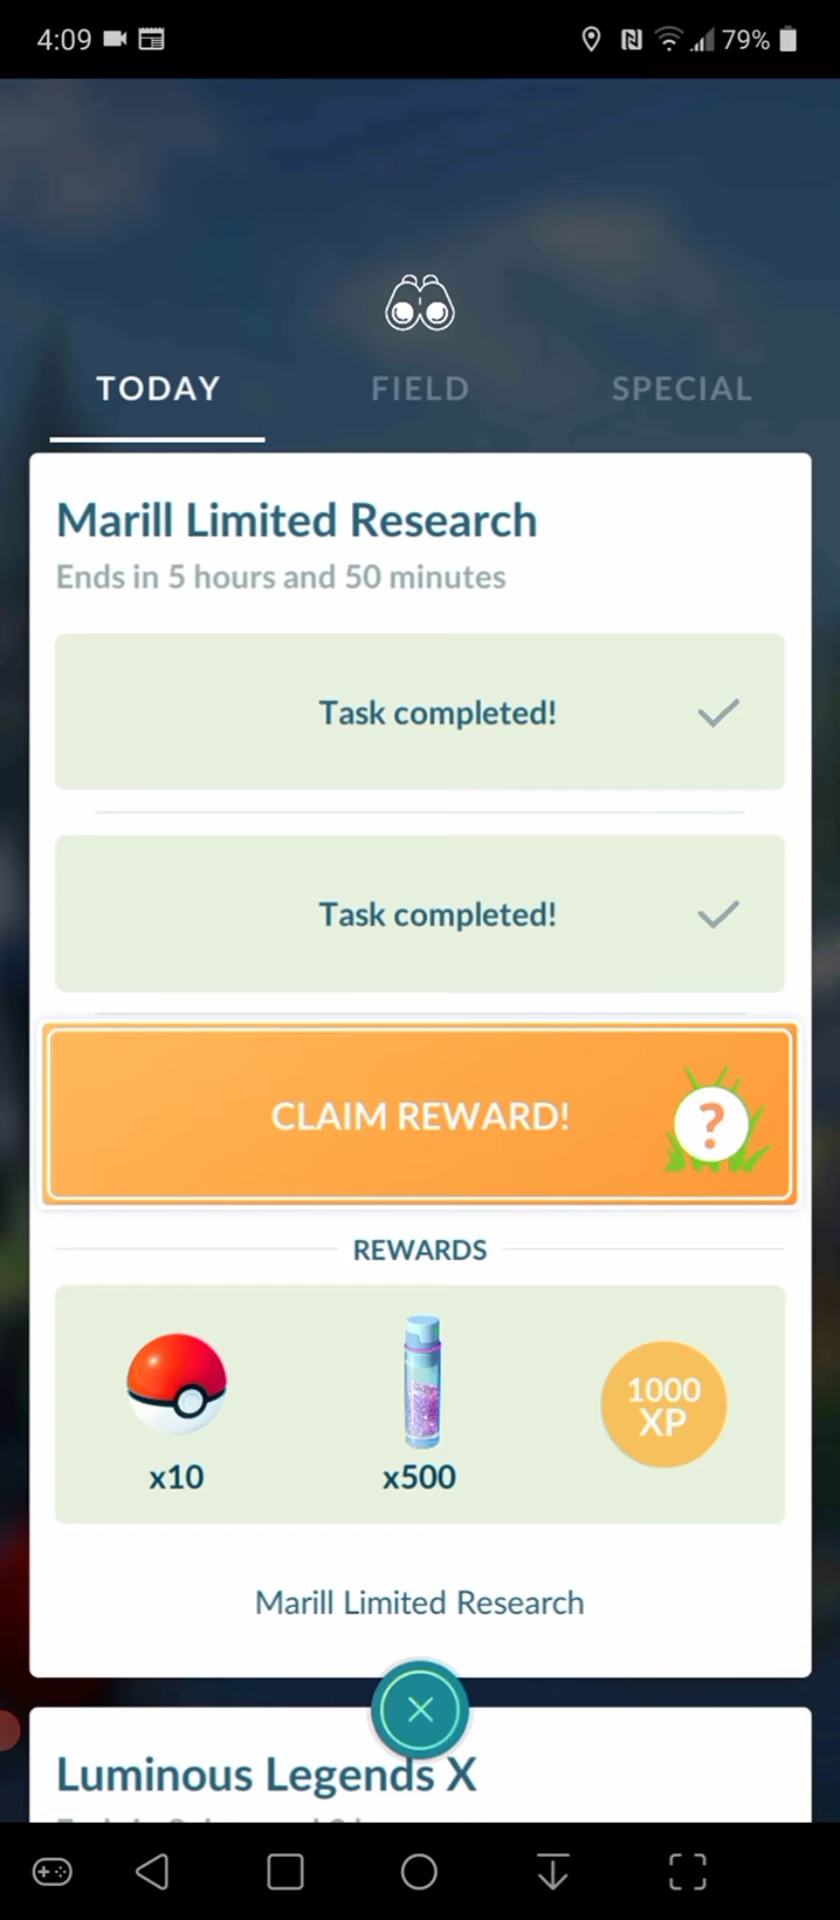 4:09 79%
TODAY FIELD SPECIAL
Marill Limited Research
Ends in 5 hours and 50 minutes
Task completed!
Task completed!
CLAIM REWARD! ?
REWARDS
1000
XP
x10 x500
Marill Limited Research
Luminous Legends X